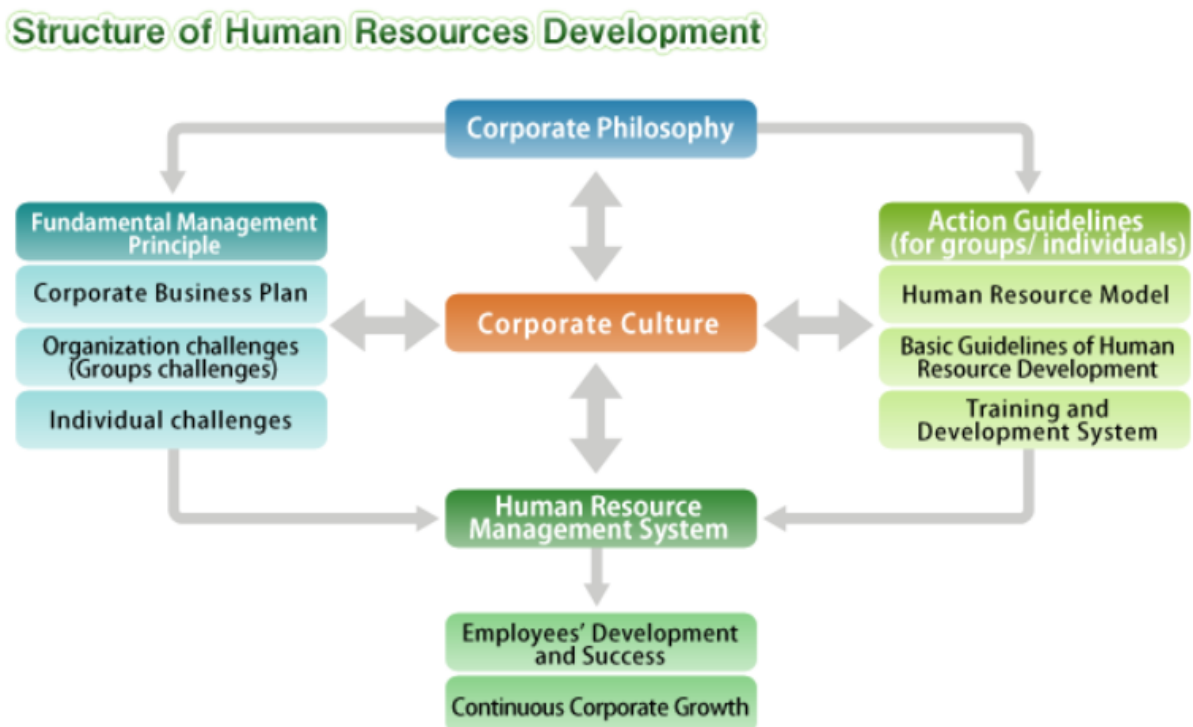 Structure of Human Resources Development
Corporate Philosophy
Fundamental Management
Principle
Corporate Business Plan
Organization challenges
(Groups challenges)
Individual challenges
Corporate Culture
Action Guidelines
(for groups/ individuals)
Human Resource Model
Basic Guidelines of Human
Resource Development
Training and
Development System
Human Resource
Management System
Employees’ Development
and Success
Continuous Corporate Growth